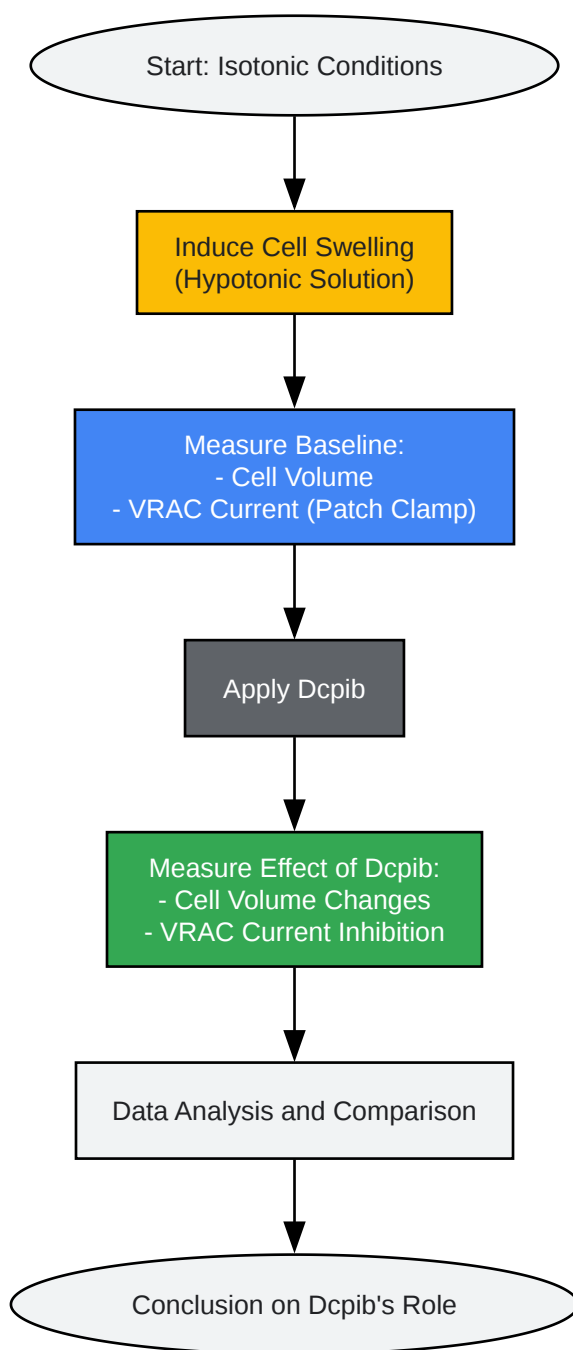 Start: Isotonic Conditions
Induce Cell Swelling
(Hypotonic Solution)
Measure Baseline:
- Cell Volume
- VRAC Current (Patch Clamp)
Apply Dcpib
Measure Effect of Dcpib:
- Cell Volume Changes
- VRAC Current Inhibition
Data Analysis and Comparison
Conclusion on Dcpib's Role